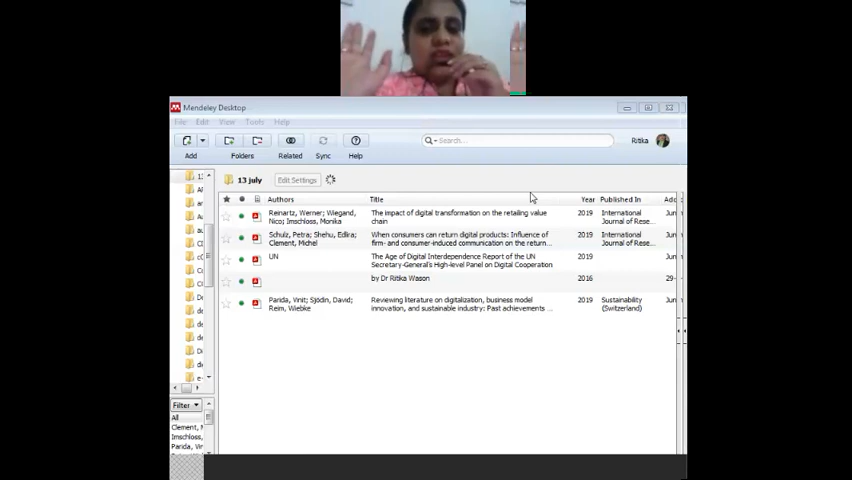 Mendeley Desktop
File Edit View Tools Help
Search...
Ritika
Add Folders Related Sync Help
13 july Edit Settings
Authors Title Year Published In
Reinartz, Werner; Wiegand, The impact of digital transformation on the retailing value 2019 International
Nico; Imschloss, Monika chain Journal of Rese...
Schulz, Petra; Shehu, Edlira; When consumers can return digital products: Influence of 2019 International
Clement, Michel firm- and consumer-induced communication on the return... Journal of Rese...
UN The Age of Digital Interdependence Report of the UN 2019
Secretary-General's High-level Panel on Digital Cooperation
by Dr Ritika Wason 2016 29-
Parida, Vinit; Sjödin, David; Reviewing literature on digitalization, business model 2019 Sustainability
Reim, Wiebke innovation, and sustainable industry: Past achievements ... (Switzerland)
Filter
All
Clement,
Imschloss,